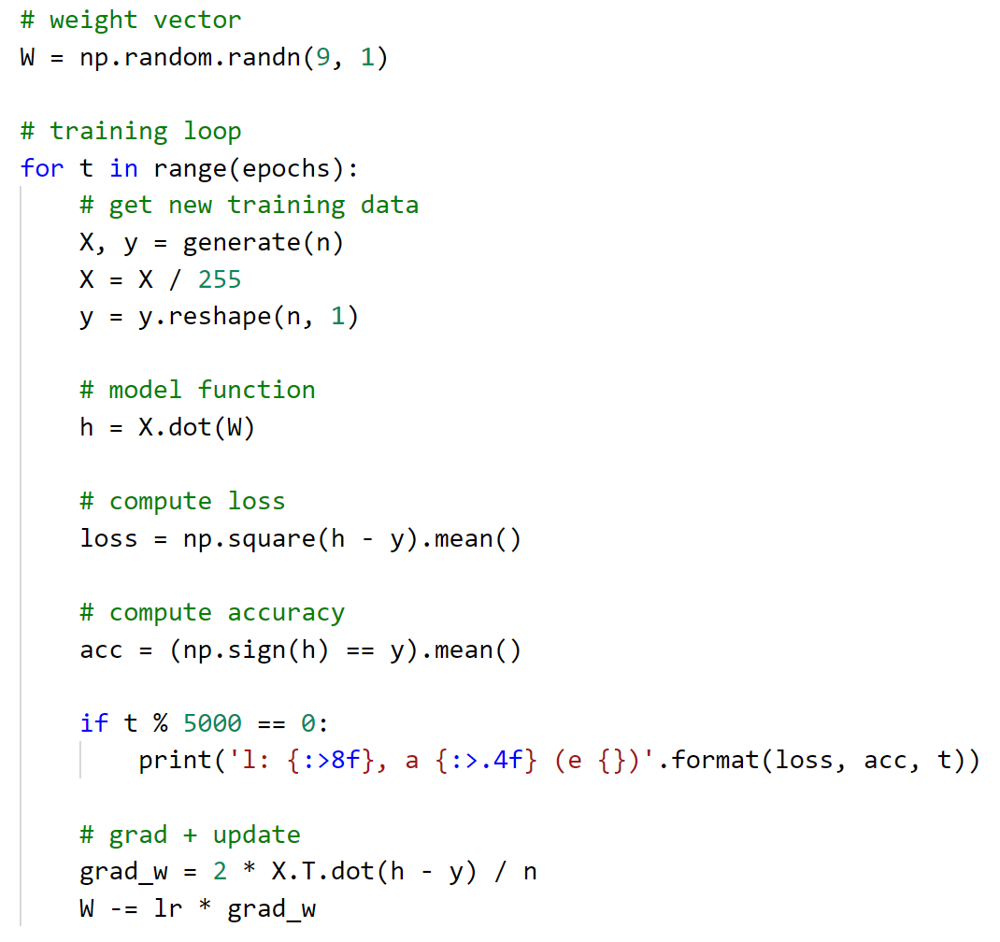 # weight vector
W = np.random.randn(9, 1)
# training loop
for t in range(epochs):
    # get new training data
    X, y = generate(n)
    X = X / 255
    y = y.reshape(n, 1)
    # model function
    h = X.dot(W)
    # compute loss
    loss = np.square(h - y).mean()
    # compute accuracy
    acc = (np.sign(h) == y).mean()
    if t % 5000 == 0:
        print('l: {:>8f}, a {:>.4f} (e {})'.format(loss, acc, t))
    # grad + update
    grad_w = 2 * X.T.dot(h - y) / n
    W -= lr * grad_w